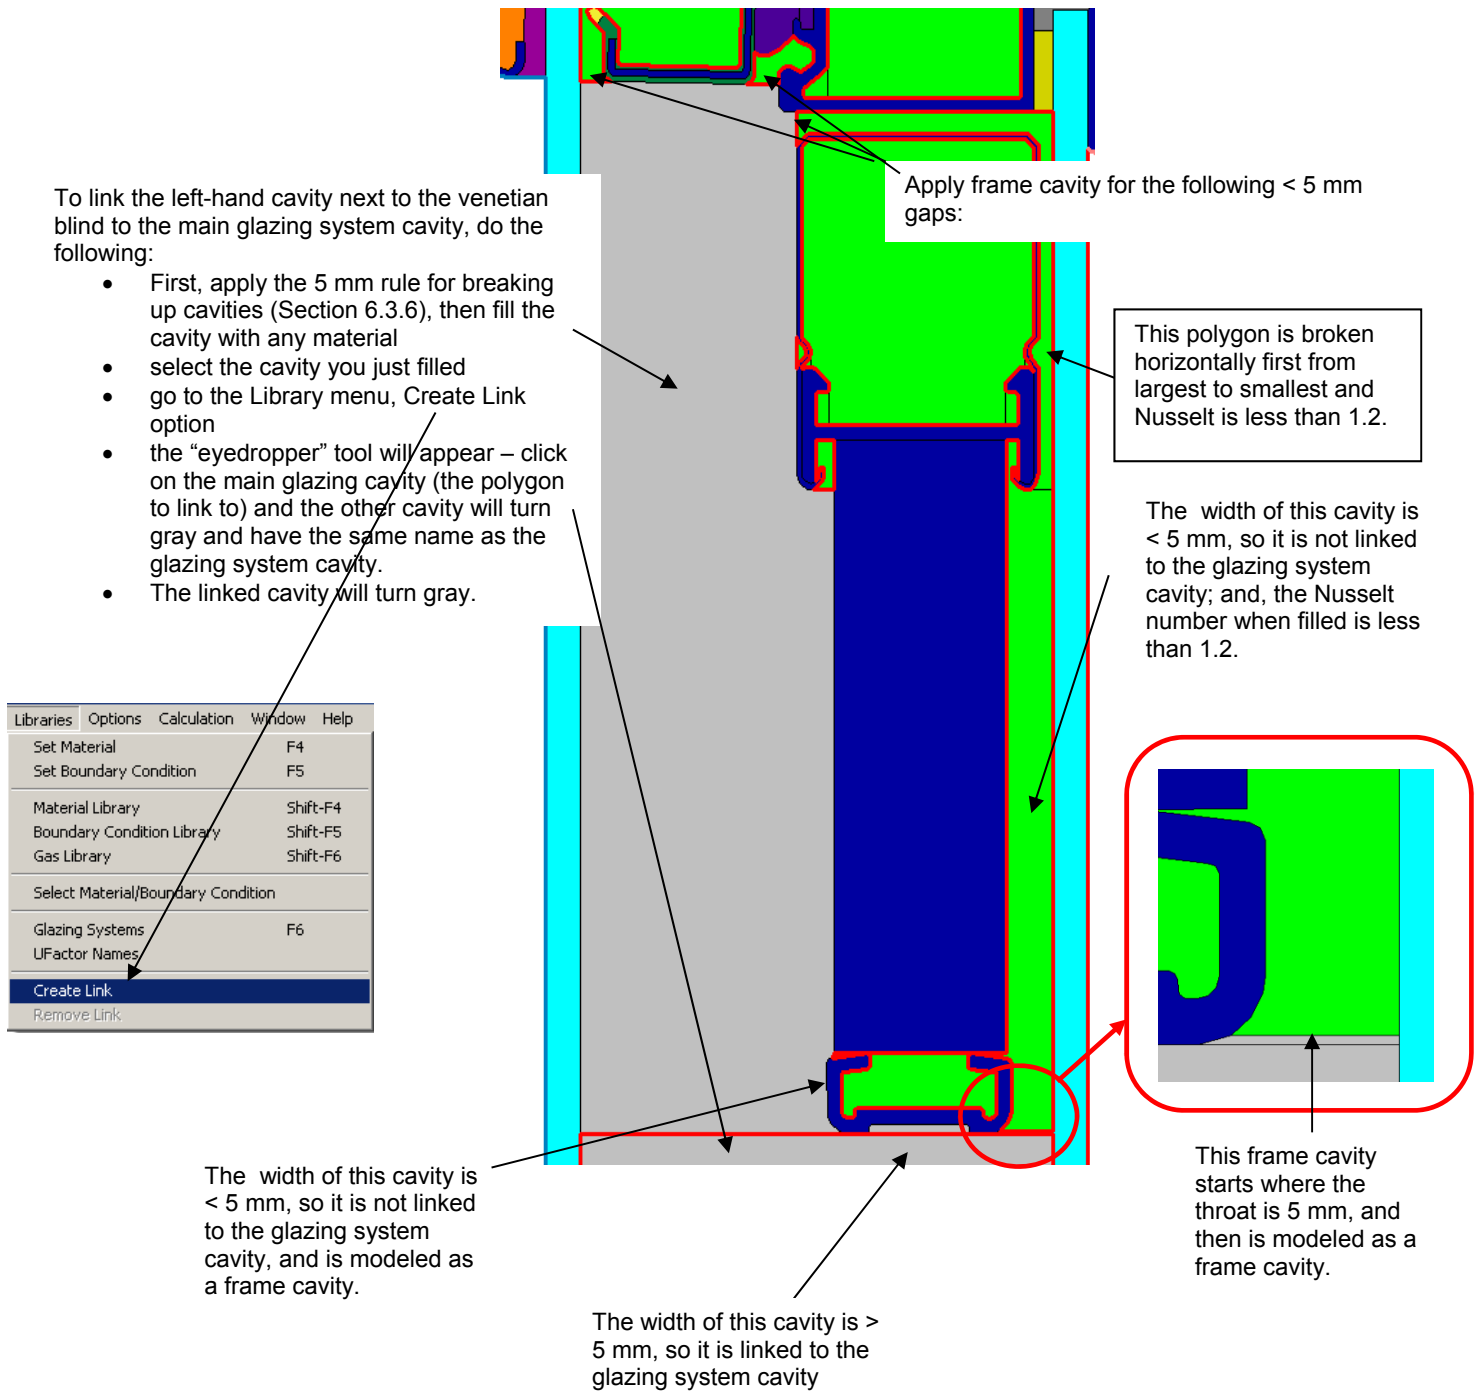 Apply frame cavity for the following < 5 mm
gaps:
To link the left-hand cavity next to the venetian
blind to the main glazing system cavity, do the
following:
• First, apply the 5 mm rule for breaking
up cavities (Section 6.3.6), then fill the
cavity with any material
• select the cavity you just filled
• go to the Library menu, Create Link
option
• the “eyedropper” tool will appear – click
on the main glazing cavity (the polygon
to link to) and the other cavity will turn
gray and have the same name as the
glazing system cavity.
• The linked cavity will turn gray.
This polygon is broken
horizontally first from
largest to smallest and
Nusselt is less than 1.2.
The  width of this cavity is
< 5 mm, so it is not linked
to the glazing system
cavity; and, the Nusselt
number when filled is less
than 1.2.
Libraries Options Calculation Window Help
Set Material F4
Set Boundary Condition F5
Material Library Shift-F4
Boundary Condition Library Shift-F5
Gas Library Shift-F6
Select Material/Boundary Condition
Glazing Systems F6
UFactor Names
Create Link
Remove Link
The  width of this cavity is
< 5 mm, so it is not linked
to the glazing system
cavity, and is modeled as
a frame cavity.
This frame cavity
starts where the
throat is 5 mm, and
then is modeled as a
frame cavity.
The width of this cavity is >
5 mm, so it is linked to the
glazing system cavity